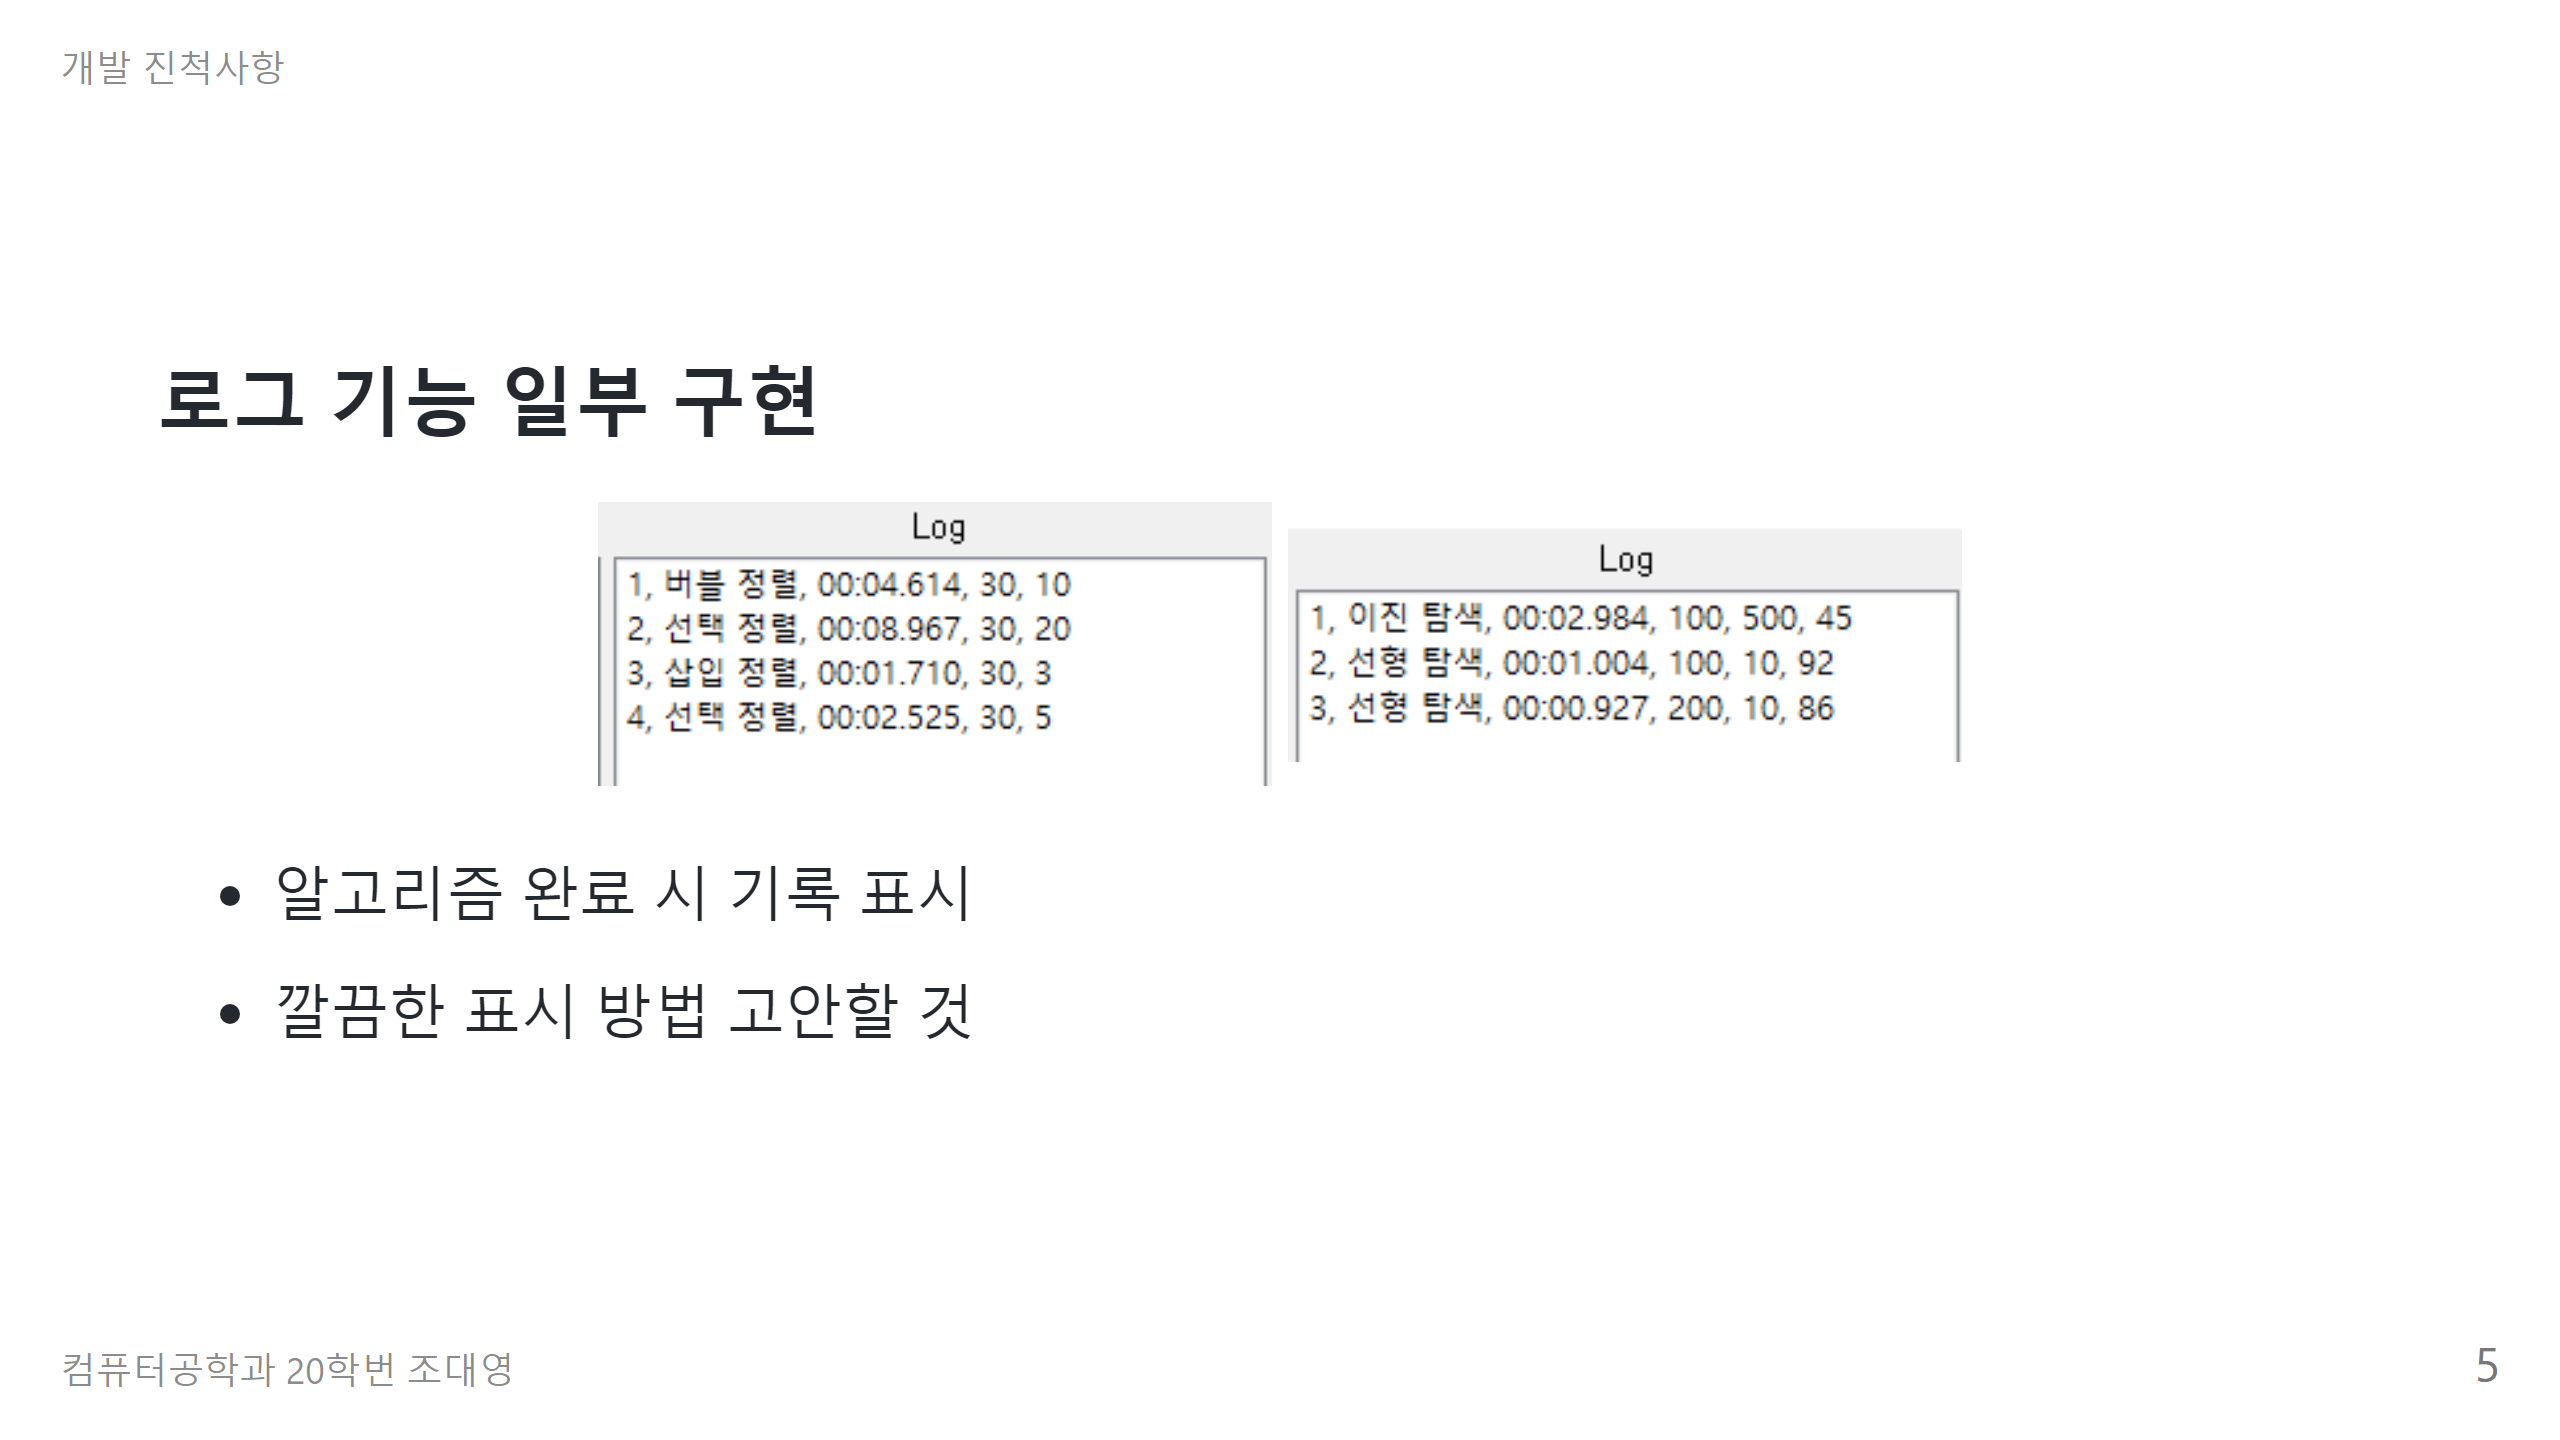 개발 진척사항
로그 기능 일부 구현
Log
1, 버블 정렬, 00:04.614, 30, 10
2, 선택 정렬, 00:08.967, 30, 20
3, 삽입 정렬, 00:01.710, 30, 3
4, 선택 정렬, 00:02.525, 30, 5
Log
1, 이진 탐색, 00:02.984, 100, 500, 45
2, 선형 탐색, 00:01.004, 100, 10, 92
3, 선형 탐색, 00:00.927, 200, 10, 86
• 알고리즘 완료 시 기록 표시
• 깔끔한 표시 방법 고안할 것
컴퓨터공학과 20학번 조대영
5